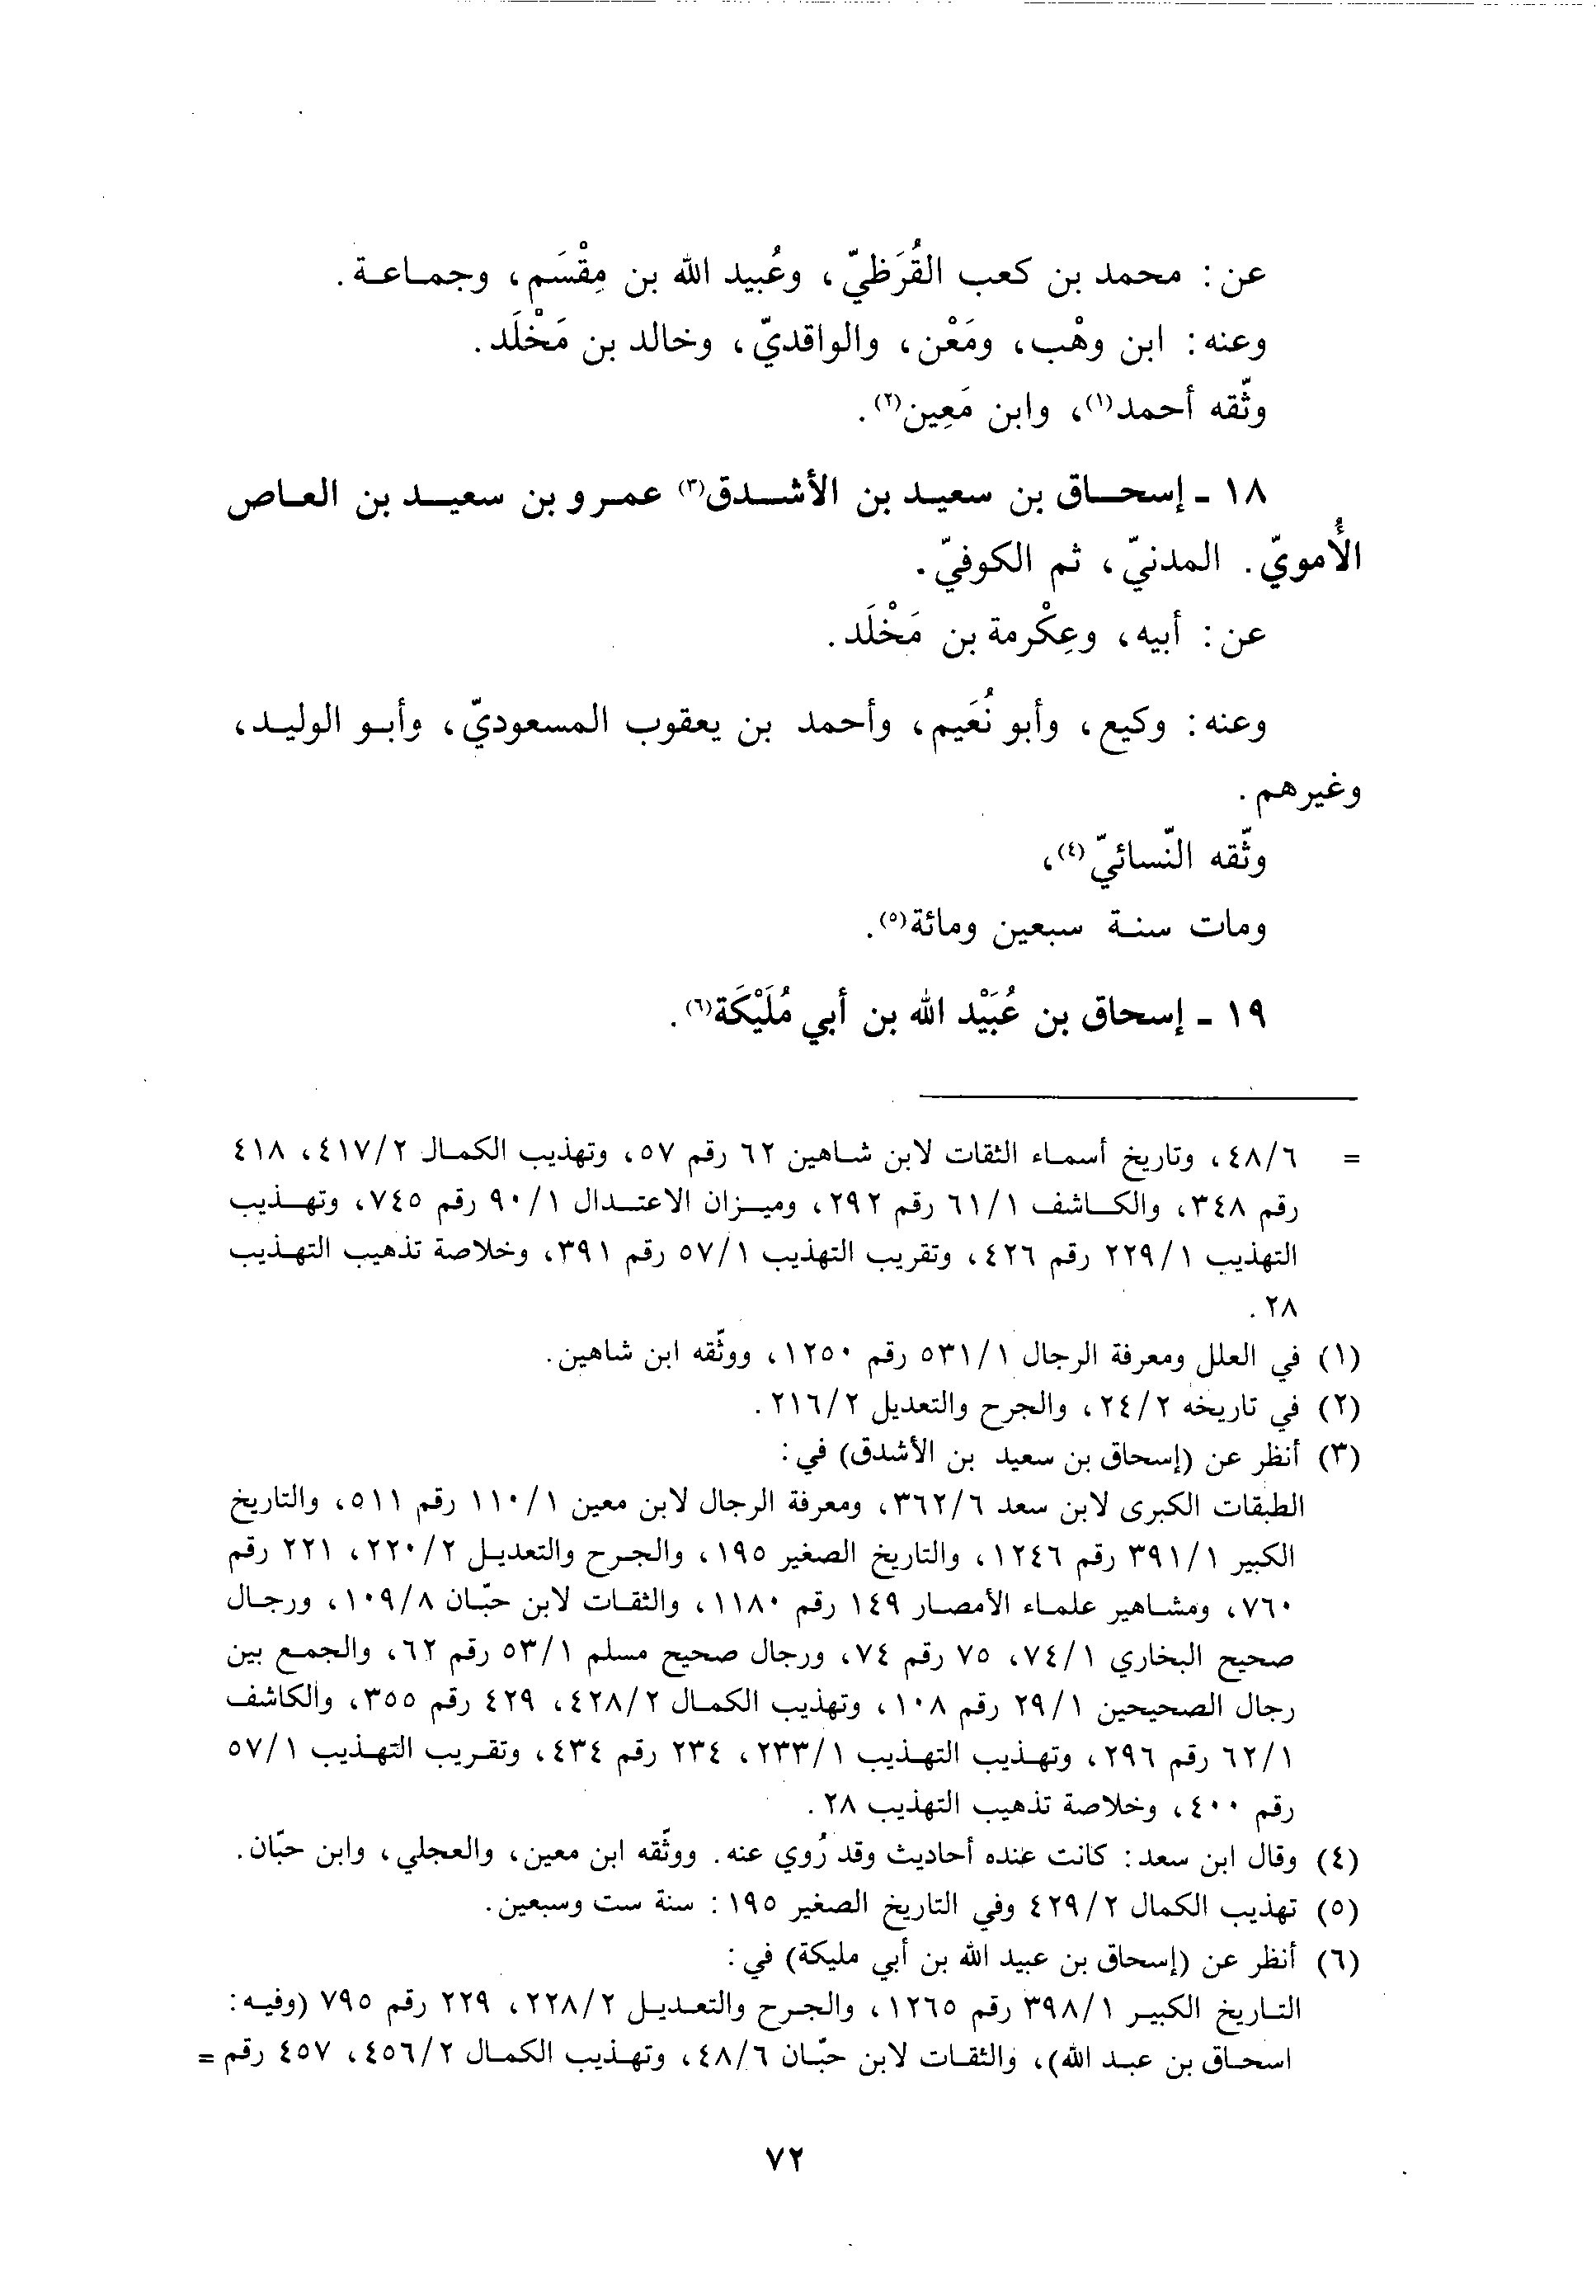 عن: محمد بن كعب القُرَظيّ، وعُبيد الله بن مِقْسَم، وجماعة.
وعنه: ابن وهْب، ومَعْن، والواقديّ، وخالد بن مَخْلَد.
وثّقه أحمد(١)، وابن مَعِين(٢).
١٨ - إسحاق بن سعيد بن الأشدق(٣) عمرو بن سعيد بن العاص
الأُمويّ. المدنيّ، ثم الكوفيّ.
عن: أبيه، وعِكْرمة بن مَخْلَد.
وعنه: وكيع، وأبو نُعَيم، وأحمد بن يعقوب المسعوديّ، وأبو الوليد،
وغيرهم.
وثّقه النّسائيّ(٤)،
ومات سنة سبعين ومائة(٥).
١٩ - إسحاق بن عُبَيْد الله بن أبي مُلَيْكَة(٦).
= ٤٨/٦، وتاريخ أسماء الثقات لابن شاهين ٦٢ رقم ٥٧، وتهذيب الكمال ٤١٧/٢، ٤١٨
رقم ٣٤٨، والكاشف ٦١/١ رقم ٢٩٢، وميزان الاعتدال ٩٠/١ رقم ٧٤٥، وتهذيب
التهذيب ٢٢٩/١ رقم ٤٢٦، وتقريب التهذيب ٥٧/١ رقم ٣٩١، وخلاصة تذهيب التهذيب
٢٨.
(١) في العلل ومعرفة الرجال ٥٣١/١ رقم ١٢٥٠، ووثّقه ابن شاهين.
(٢) في تاريخه ٢٤/٢، والجرح والتعديل ٢١٦/٢.
(٣) أنظر عن (إسحاق بن سعيد بن الأشدق) في:
الطبقات الكبرى لابن سعد ٣٦٢/٦، ومعرفة الرجال لابن معين ١١٠/١ رقم ٥١١، والتاريخ
الكبير ٣٩١/١ رقم ١٢٤٦، والتاريخ الصغير ١٩٥، والجرح والتعديل ٢٢٠/٢، ٢٢١ رقم
٧٦٠، ومشاهير علماء الأمصار ١٤٩ رقم ١١٨٠، والثقات لابن حبّان ١٠٩/٨، ورجال
صحيح البخاري ٧٤/١، ٧٥ رقم ٧٤، ورجال صحيح مسلم ٥٣/١ رقم ٦٢، والجمع بين
رجال الصحيحين ٢٩/١ رقم ١٠٨، وتهذيب الكمال ٤٢٨/٢، ٤٢٩ رقم ٣٥٥، والكاشف
٦٢/١ رقم ٢٩٦، وتهذيب التهذيب ٢٣٣/١، ٢٣٤ رقم ٤٣٤، وتقريب التهذيب ٥٧/١
رقم ٤٠٠، وخلاصة تذهيب التهذيب ٢٨.
(٤) وقال ابن سعد: كانت عنده أحاديث وقد رُوي عنه. ووثّقه ابن معين، والعجلي، وابن حبّان.
(٥) تهذيب الكمال ٤٢٩/٢ وفي التاريخ الصغير ١٩٥: سنة ست وسبعين.
(٦) أنظر عن (إسحاق بن عبيد الله بن أبي مليكة) في:
التاريخ الكبير ٣٩٨/١ رقم ١٢٦٥، والجرح والتعديل ٢٢٨/٢، ٢٢٩ رقم ٧٩٥ (وفيه:
اسحاق بن عبد الله)، والثقات لابن حبّان ٤٨/٦، وتهذيب الكمال ٤٥٦/٢، ٤٥٧ رقم =
٧٢